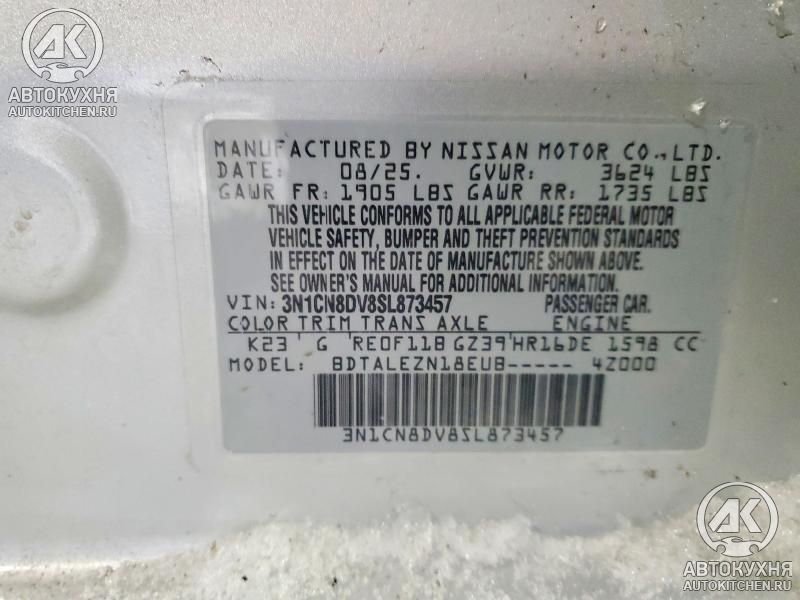 AK
АВТОКУХНЯ
AUTOKITCHEN.RU
MANUFACTURED BY NISSAN MOTOR CO., LTD.
DATE: 08/25. GVWR: 3624 LBS
GAWR FR: 1905 LBS GAWR RR: 1735 LBS
THIS VEHICLE CONFORMS TO ALL APPLICABLE FEDERAL MOTOR
VEHICLE SAFETY, BUMPER AND THEFT PREVENTION STANDARDS
IN EFFECT ON THE DATE OF MANUFACTURE SHOWN ABOVE.
SEE OWNER'S MANUAL FOR ADDITIONAL INFORMATION.
VIN: 3N1CN8DV8SL873457 PASSENGER CAR.
COLOR TRIM TRANS AXLE ENGINE
K23 G RE0F11B GZ39 HR16DE 1598 CC
MODEL: BDTALEZN18EUB----- 4Z000
3N1CN8DV8SL873457
AK
АВТОКУХНЯ
AUTOKITCHEN.RU